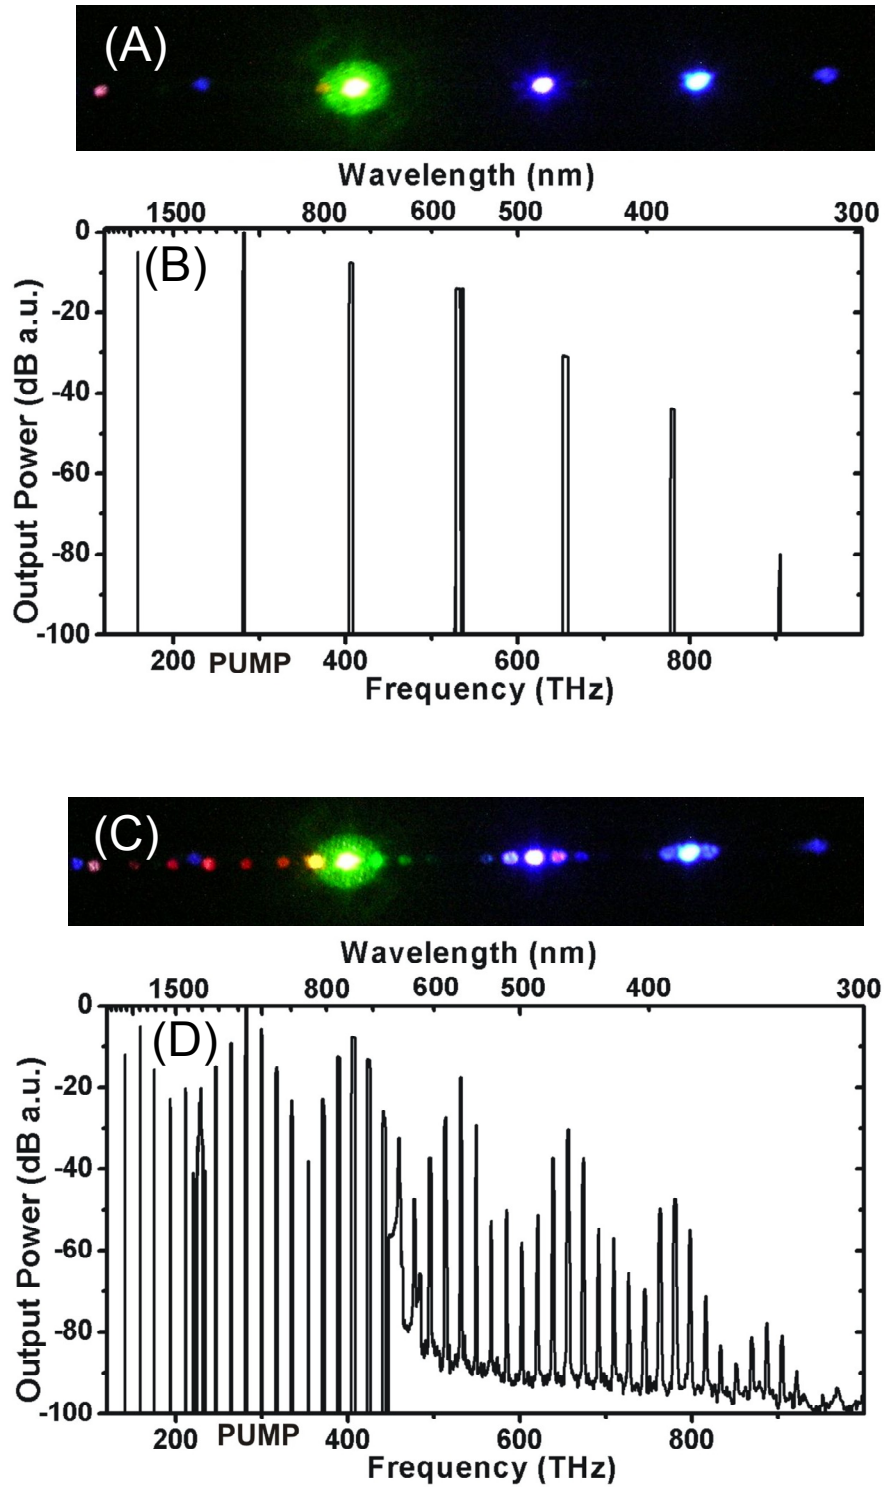 (A)
Wavelength (nm)
1500 800 600 500 400 300
(B)
Output Power (dB a.u.)
0
-20
-40
-60
-80
-100
200 PUMP 400 600 800
Frequency (THz)
(C)
Wavelength (nm)
1500 800 600 500 400 300
(D)
Output Power (dB a.u.)
0
-20
-40
-60
-80
-100
200 PUMP 400 600 800
Frequency (THz)